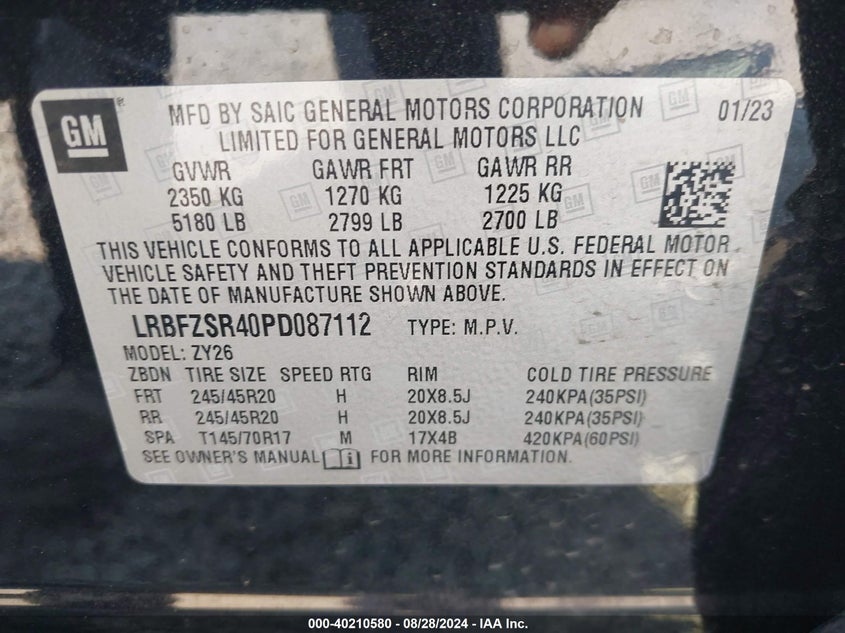 GM
MFD BY SAIC GENERAL MOTORS CORPORATION 01/23
LIMITED FOR GENERAL MOTORS LLC
GVWR GAWR FRT GAWR RR
2350 KG 1270 KG 1225 KG
5180 LB 2799 LB 2700 LB
THIS VEHICLE CONFORMS TO ALL APPLICABLE U.S. FEDERAL MOTOR
VEHICLE SAFETY AND THEFT PREVENTION STANDARDS IN EFFECT ON
THE DATE OF MANUFACTURE SHOWN ABOVE.
LRBFZSR40PD087112 TYPE: M.P.V.
MODEL: ZY26
ZBDN TIRE SIZE SPEED RTG RIM COLD TIRE PRESSURE
FRT 245/45R20 H 20X8.5J 240KPA(35PSI)
RR 245/45R20 H 20X8.5J 240KPA(35PSI)
SPA T145/70R17 M 17X4B 420KPA(60PSI)
SEE OWNER'S MANUAL FOR MORE INFORMATION.
000-40210580 - 08/28/2024 - IAA Inc.